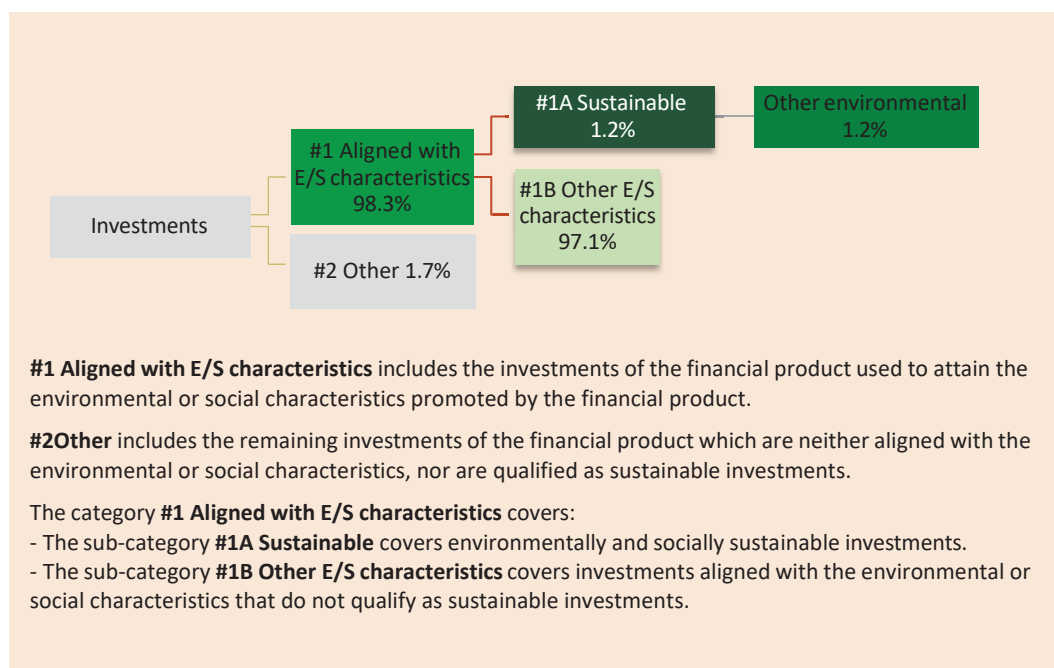 #1A Sustainable
1.2%
Other environmental
1.2%
#1 Aligned with
E/S characteristics
98.3%
#1B Other E/S
characteristics
97.1%
Investments
#2 Other 1.7%
#1 Aligned with E/S characteristics includes the investments of the financial product used to attain the
environmental or social characteristics promoted by the financial product.
#2Other includes the remaining investments of the financial product which are neither aligned with the
environmental or social characteristics, nor are qualified as sustainable investments.
The category #1 Aligned with E/S characteristics covers:
- The sub-category #1A Sustainable covers environmentally and socially sustainable investments.
- The sub-category #1B Other E/S characteristics covers investments aligned with the environmental or
social characteristics that do not qualify as sustainable investments.